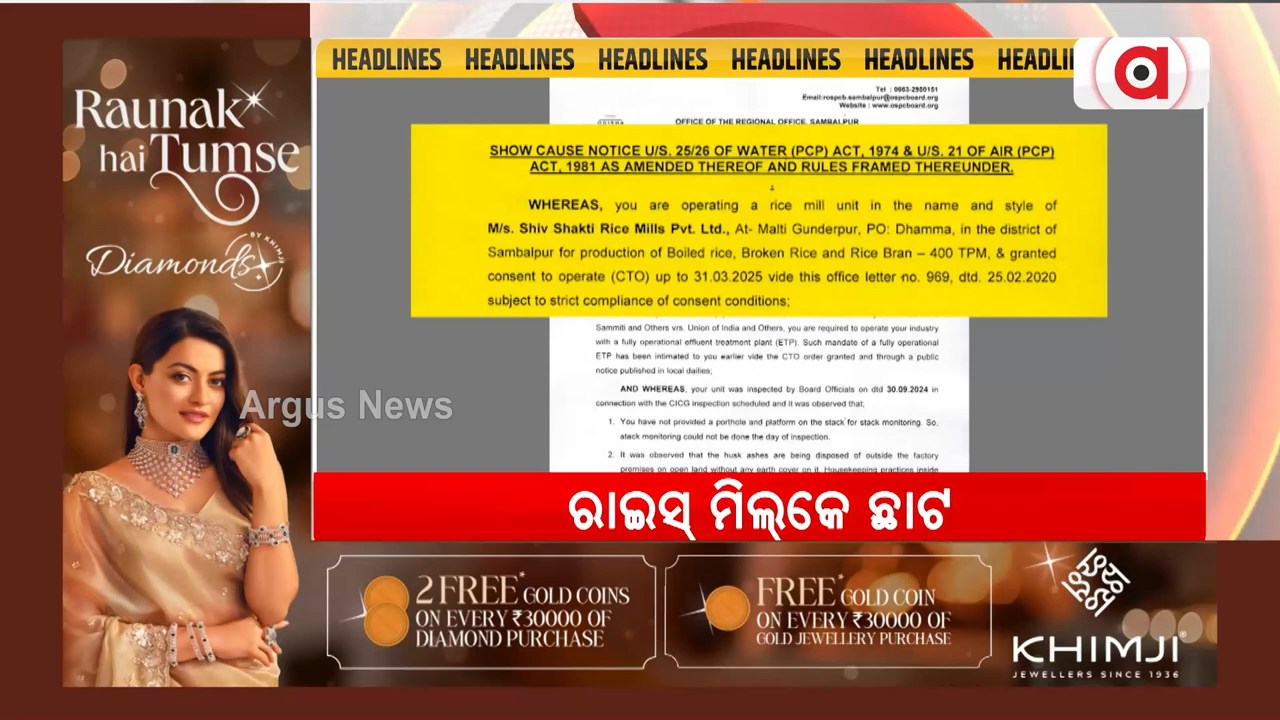 Raunak
hai Tumse
Diamonds
BY KHIMJI
HEADLINES HEADLINES HEADLINES HEADLINES HEADLINES HEADLI
a
Tel : 0663-2980151
Email:rospcb.sambalpur@ospcboard.org
Website : www.ospcboard.org
OFFICE OF THE REGIONAL OFFICE, SAMBALPUR
SHOW CAUSE NOTICE U/S. 25/26 OF WATER (PCP) ACT, 1974 & U/S. 21 OF AIR (PCP)
ACT, 1981 AS AMENDED THEREOF AND RULES FRAMED THEREUNDER.
WHEREAS, you are operating a rice mill unit in the name and style of
M/s. Shiv Shakti Rice Mills Pvt. Ltd., At- Malti Gunderpur, PO: Dhamma, in the district of
Sambalpur for production of Boiled rice, Broken Rice and Rice Bran – 400 TPM, & granted
consent to operate (CTO) up to 31.03.2025 vide this office letter no. 969, dtd. 25.02.2020
subject to strict compliance of consent conditions;
Sammiti and Others vrs. Union of India and Others, you are required to operate your industry
with a fully operational effluent treatment plant (ETP). Such mandate of a fully operational
ETP has been intimated to you earlier vide the CTO order granted and through a public
notice published in local dailies;
AND WHEREAS, your unit was inspected by Board Officials on dtd 30.09.2024 in
connection with the CICG inspection scheduled and it was observed that;
1. You have not provided a porthole and platform on the stack for stack monitoring. So,
stack monitoring could not be done the day of inspection.
2. It was observed that the husk ashes are being disposed of outside the factory
premises on open land without any earth cover on it. Housekeeping practices inside
Argus News
ରାଇସ୍ ମିଲ୍‌କେ ଛାଟ
2 FREE* GOLD COINS
ON EVERY ₹30000 OF
DIAMOND PURCHASE
FREE* GOLD COIN
ON EVERY ₹30000 OF
GOLD JEWELLERY PURCHASE
KHIMJI®
JEWELLERS SINCE 1936